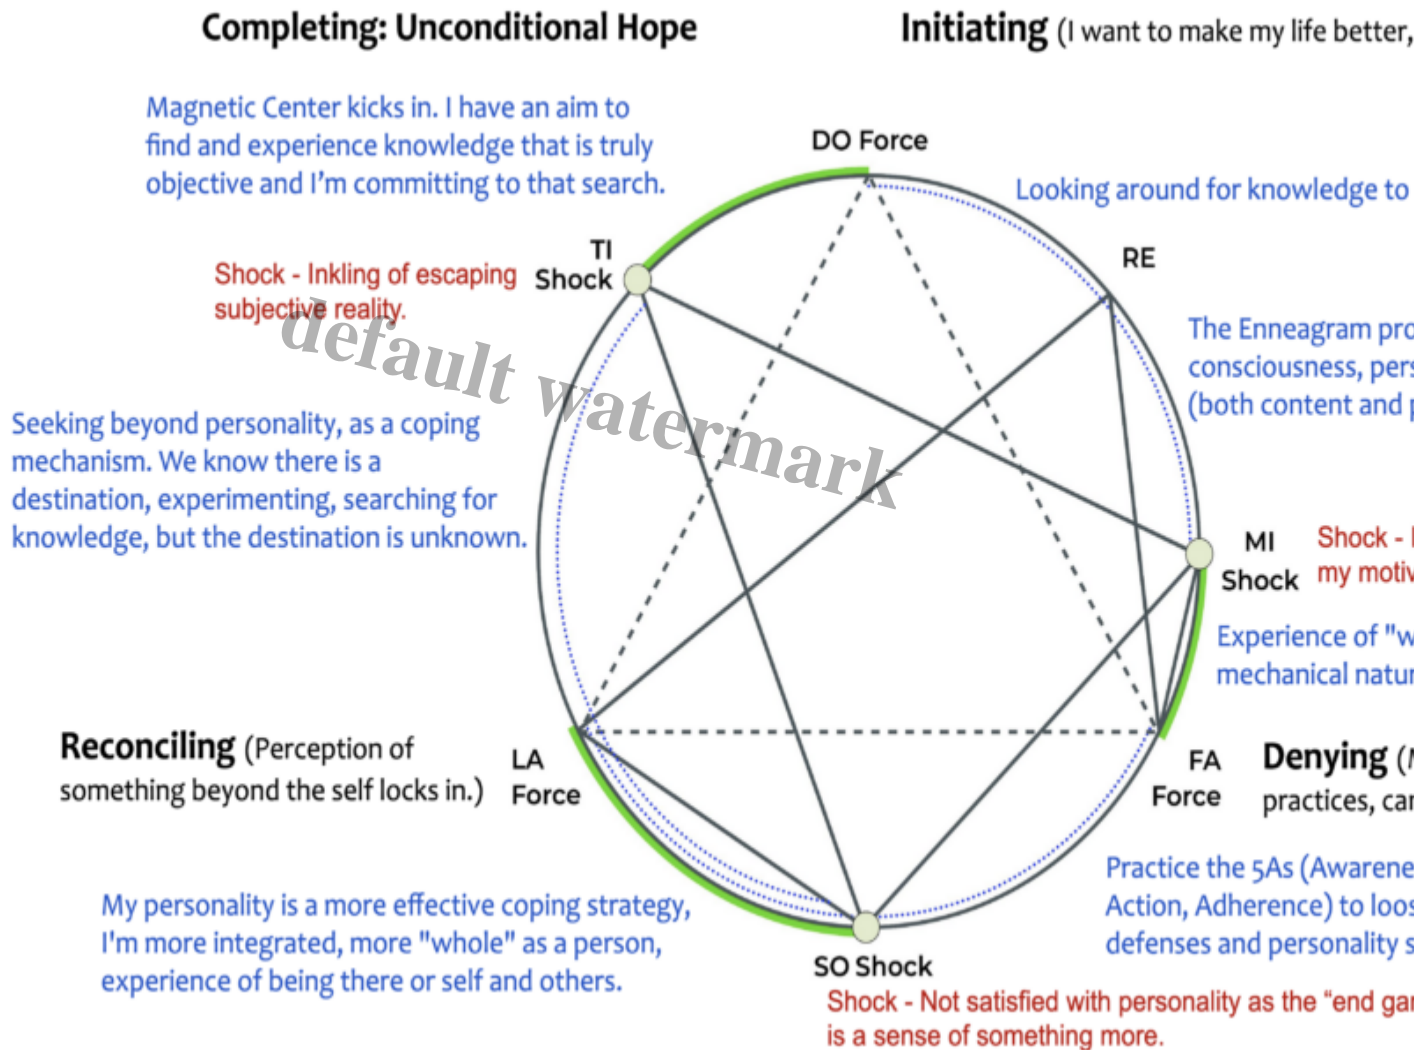 Completing: Unconditional Hope
Initiating (I want to make my life better,
Magnetic Center kicks in. I have an aim to
find and experience knowledge that is truly
objective and I'm committing to that search.
DO Force
Looking around for knowledge to
TI
Shock
RE
Shock - Inkling of escaping
subjective reality.
default watermark
The Enneagram pro
consciousness, pers
(both content and
Seeking beyond personality, as a coping
mechanism. We know there is a
destination, experimenting, searching for
knowledge, but the destination is unknown.
MI
Shock
Shock -
my motiv
Experience of "w
mechanical natur
Reconciling (Perception of
something beyond the self locks in.)
LA
Force
FA
Force
Denying (
practices, can
Practice the 5As (Awarene
Action, Adherence) to loos
defenses and personality s
My personality is a more effective coping strategy,
I'm more integrated, more "whole" as a person,
experience of being there or self and others.
SO Shock
Shock - Not satisfied with personality as the “end gam
is a sense of something more.